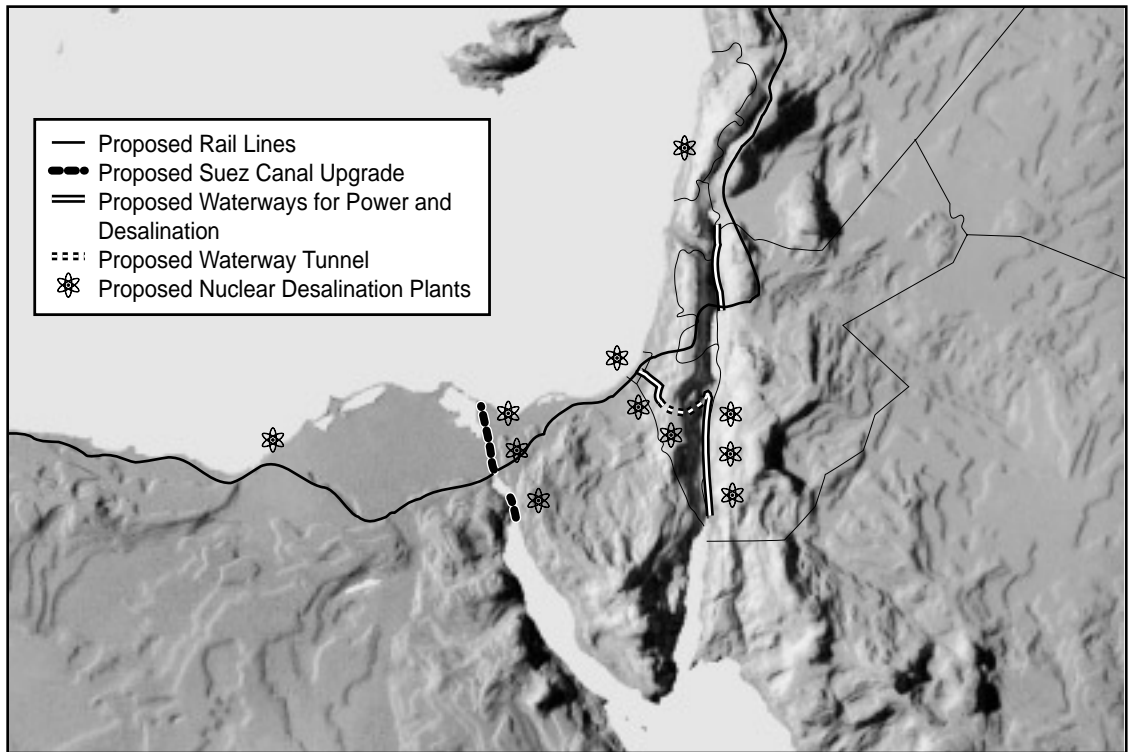 Proposed Rail Lines
Proposed Suez Canal Upgrade
Proposed Waterways for Power and
Desalination
Proposed Waterway Tunnel
Proposed Nuclear Desalination Plants